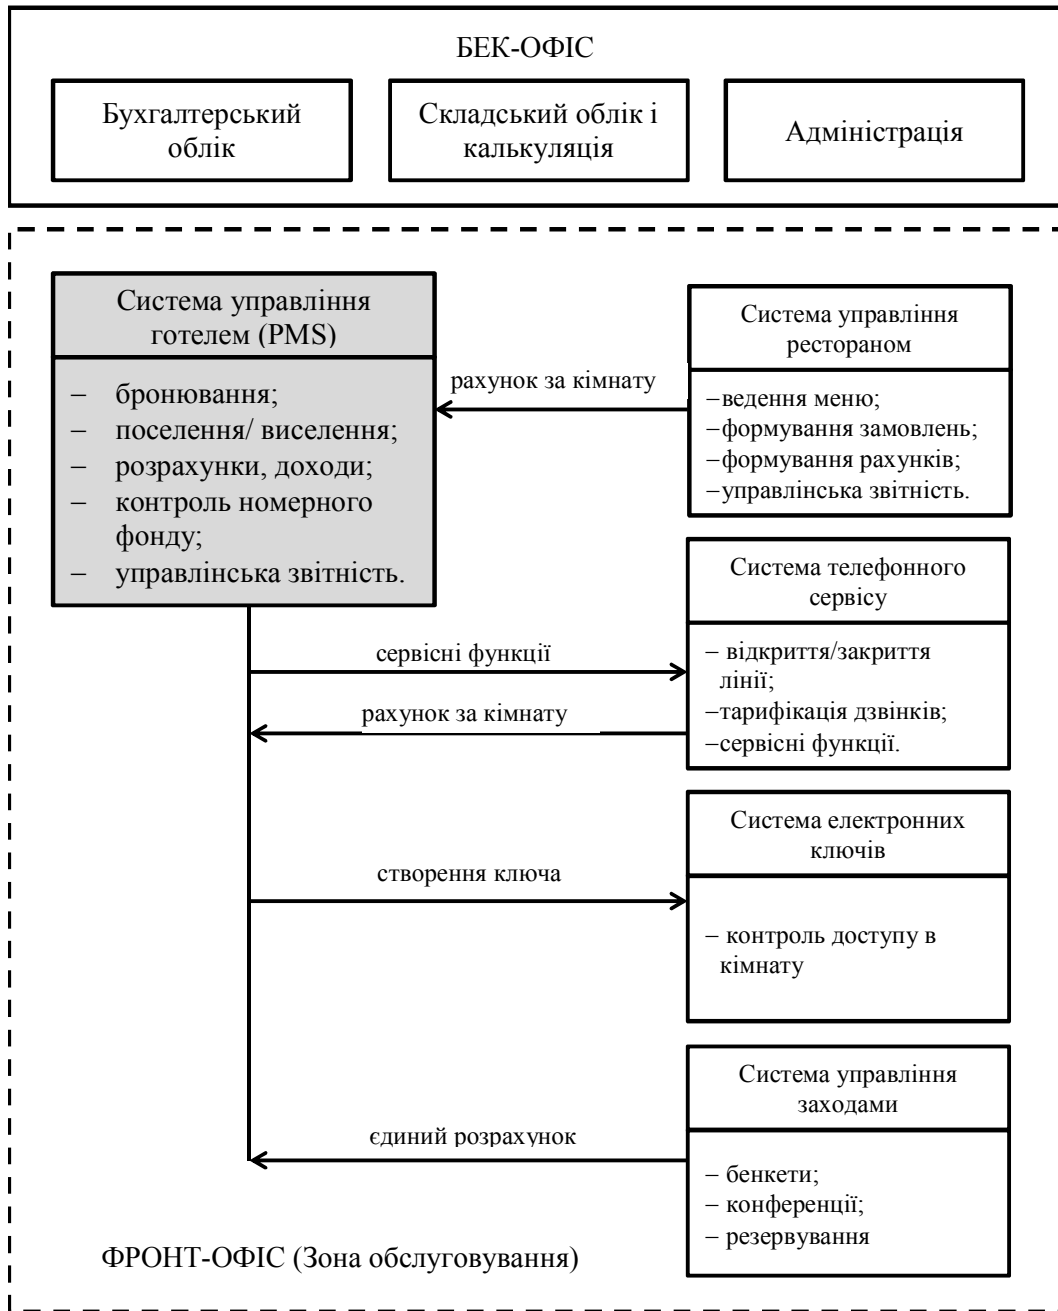 БЕК-ОФІС
Бухгалтерський
облік
Складський облік і
калькуляція
Адміністрація
Система управління
готелем (PMS)
– бронювання;
– поселення/ виселення;
– розрахунки, доходи;
– контроль номерного
фонду;
– управлінська звітність.
рахунок за кімнату
Система управління
рестораном
–ведення меню;
–формування замовлень;
–формування рахунків;
–управлінська звітність.
сервісні функції
рахунок за кімнату
Система телефонного
сервісу
– відкриття/закриття
лінії;
–тарифікація дзвінків;
–сервісні функції.
створення ключа
Система електронних
ключів
– контроль доступу в
кімнату
єдиний розрахунок
Система управління
заходами
– бенкети;
– конференції;
– резервування
ФРОНТ-ОФІС (Зона обслуговування)